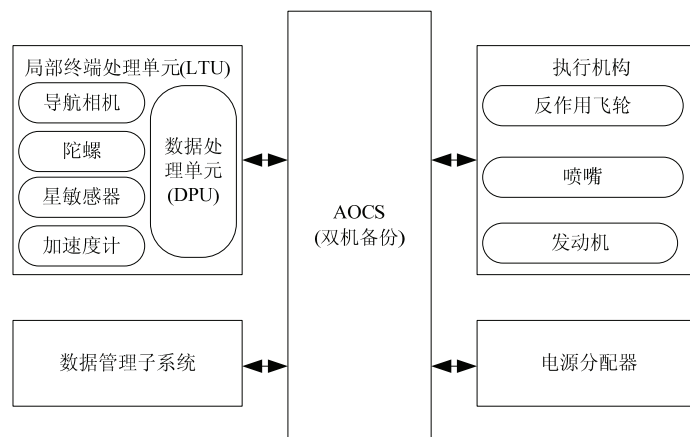 局部终端处理单元(LTU)
导航相机
陀螺
星敏感器
加速度计
数据处
理单元
(DPU)
数据管理子系统
AOCS
(双机备份)
执行机构
反作用飞轮
喷嘴
发动机
电源分配器